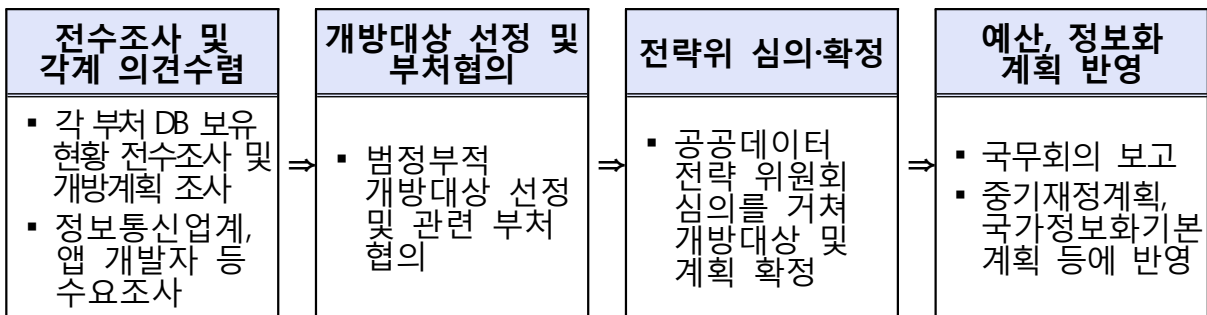 전수조사 및
각계 의견수렴
▪ 각 부처 DB 보유
현황 전수조사 및
개방계획 조사
▪ 정보통신업계,
앱 개발자 등
수요조사
⇒
개방대상 선정 및
부처협의
▪ 범정부적
개방대상 선정
및 관련 부처
협의
⇒
전략위 심의·확정
▪ 공공데이터
전략 위원회
심의를 거쳐
개방대상 및
계획 확정
⇒
예산, 정보화
계획 반영
▪ 국무회의 보고
▪ 중기재정계획,
국가정보화기본
계획 등에 반영